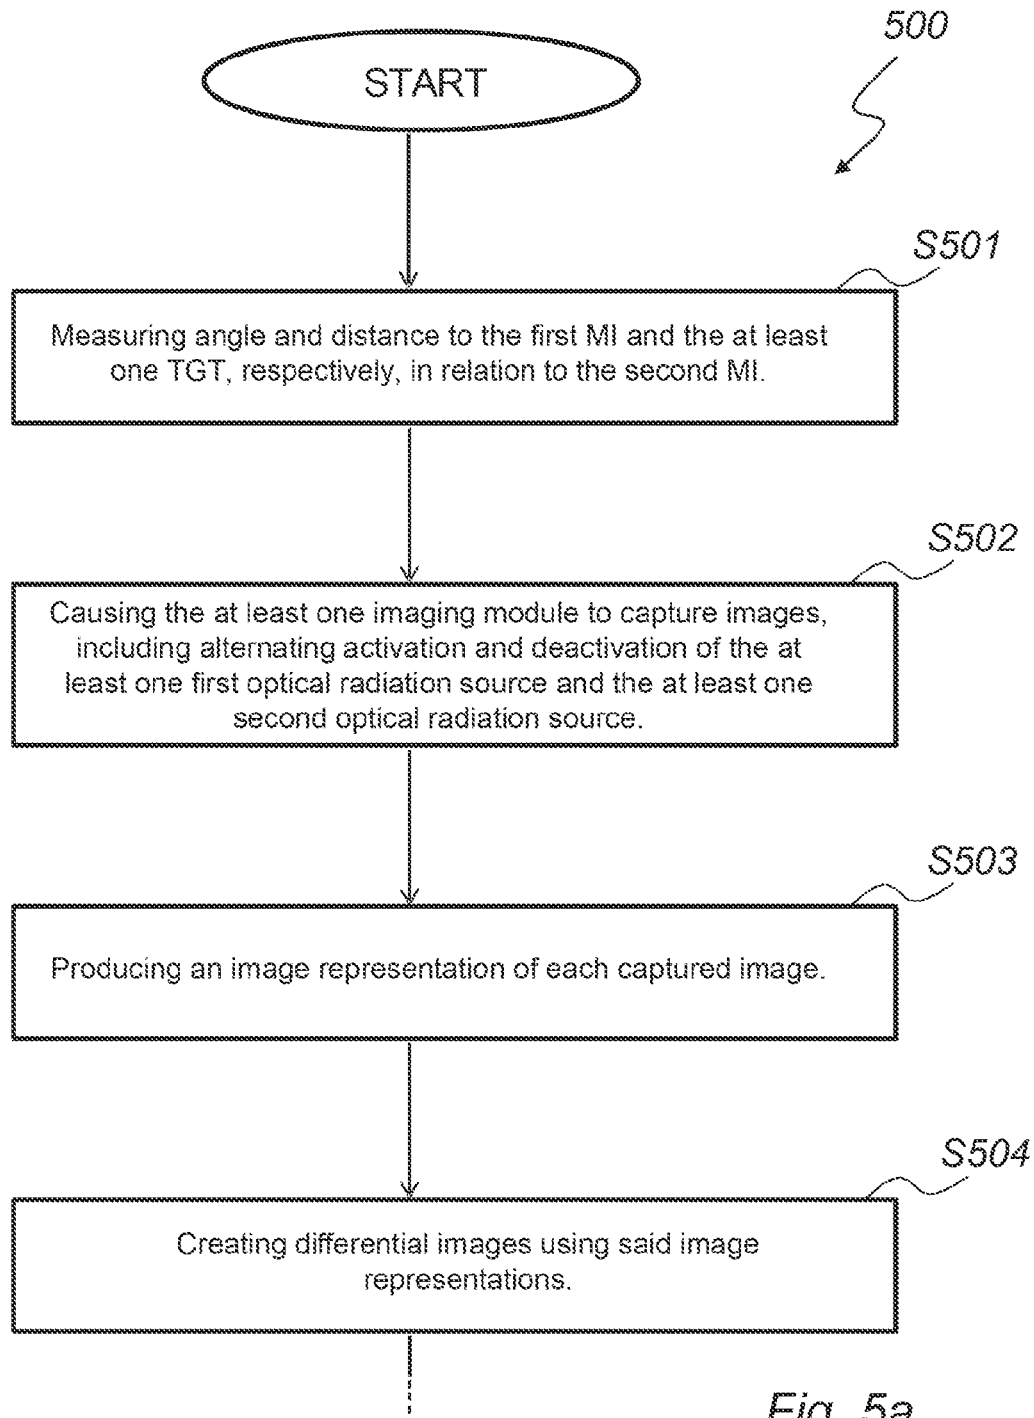 500
START
S501
Measuring angle and distance to the first MI and the at least
one TGT, respectively, in relation to the second MI.
S502
Causing the at least one imaging module to capture images,
including alternating activation and deactivation of the at
least one first optical radiation source and the at least one
second optical radiation source.
S503
Producing an image representation of each captured image.
S504
Creating differential images using said image
representations.
Fig. 5a